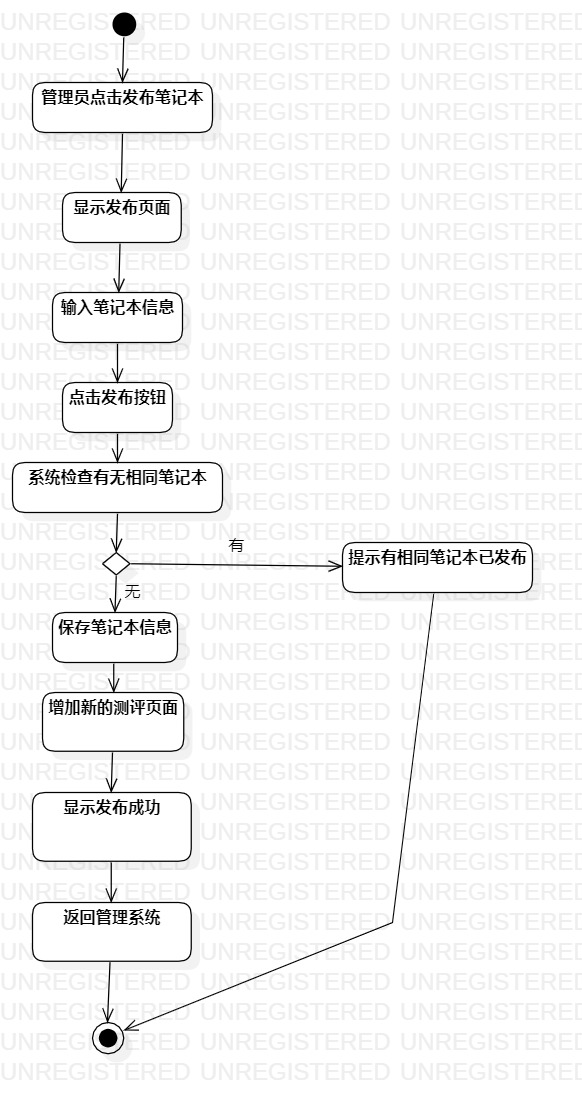 管理员点击发布笔记本
显示发布页面
输入笔记本信息
点击发布按钮
系统检查有无相同笔记本
有
提示有相同笔记本已发布
无
保存笔记本信息
增加新的测评页面
显示发布成功
返回管理系统
UNREGISTERED